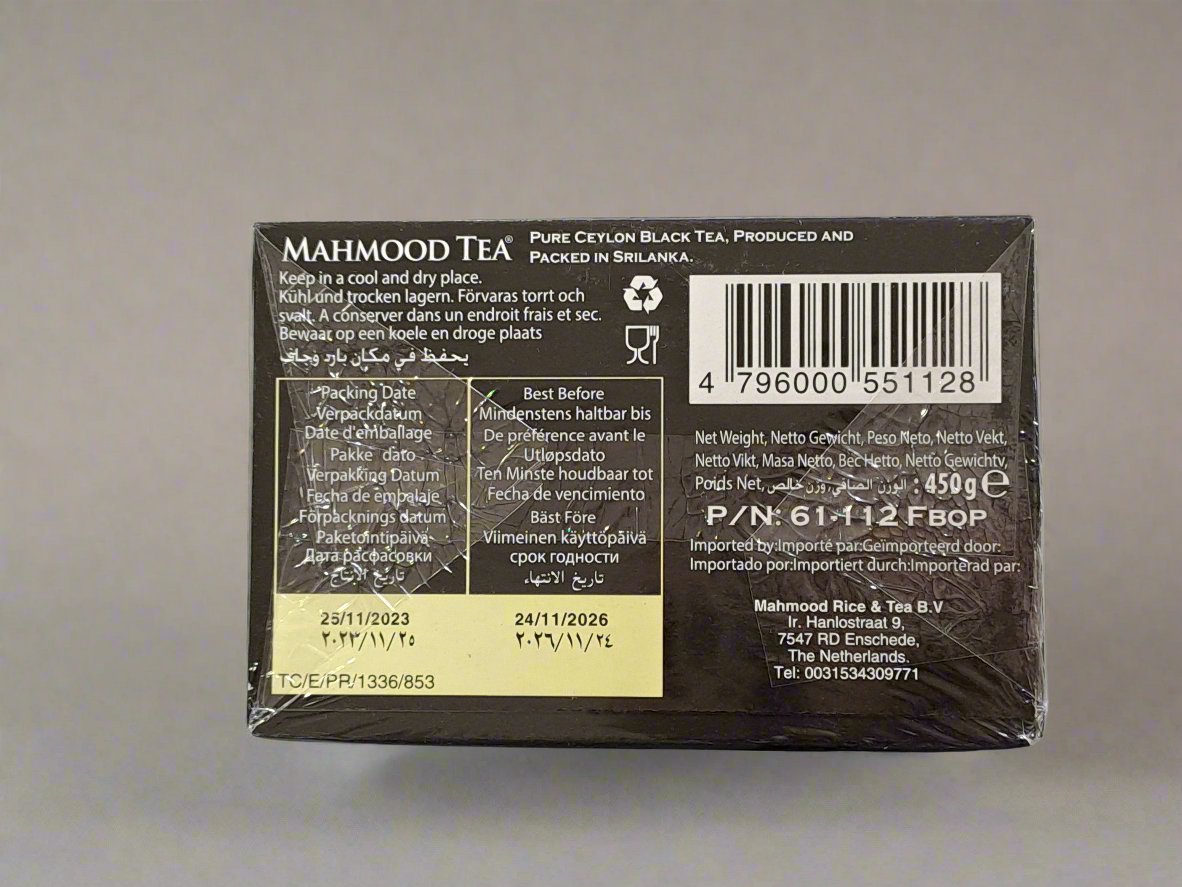 MAHMOOD TEA®
PURE CEYLON BLACK TEA, PRODUCED AND
PACKED IN SRILANKA.
Keep in a cool and dry place.
Kühl und trocken lagern. Förvaras torrt och
svalt. A conserver dans un endroit frais et sec.
Bewaar op een koele en droge plaats
يحفظ في مكان بارد وجاف
Packing Date
Verpackdatum
Date d'emballage
Pakke dato
Verpakking Datum
Fecha de embalaje
Förpacknings datum
Paketointipäivä
Дата расфасовки
تاريخ الانتاج
Best Before
Mindenstens haltbar bis
De préférence avant le
Utløpsdato
Ten Minste houdbaar tot
Fecha de vencimiento
Bäst Före
Viimeinen käyttöpäivä
срок годности
تاريخ الانتهاء
25/11/2023
٢٠٢٣/١١/٢٥
24/11/2026
٢٠٢٦/١١/٢٤
TC/E/PR/1336/853
4 796000 551128
Net Weight, Netto Gewicht, Peso Neto, Netto Vekt,
Netto Vikt, Masa Netto, Bec Hetto, Netto Gewichtv,
Poids Net, الوزن الصافي، وزن خالص : 450g e
P/N: 61-112 FBOP
Imported by:Importé par:Geimporteerd door:
Importado por:Importiert durch:Importerad par:
Mahmood Rice & Tea B.V
Ir. Hanlostraat 9,
7547 RD Enschede,
The Netherlands.
Tel: 0031534309771